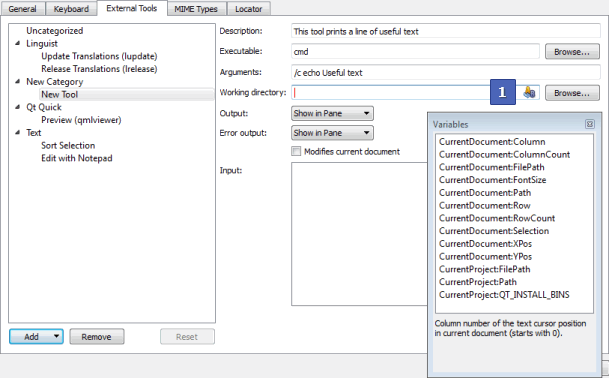 General Keyboard External Tools MIME Types Locator
Uncategorized
Linguist
Update Translations (lupdate)
Release Translations (lrelease)
New Category
New Tool
Qt Quick
Preview (qmlviewer)
Text
Sort Selection
Edit with Notepad
Add Remove Reset
Description: This tool prints a line of useful text
Executable: cmd Browse...
Arguments: /c echo Useful text
Working directory: 1 Browse...
Output: Show in Pane
Error output: Show in Pane
Modifies current document
Input:
Variables
CurrentDocument:Column
CurrentDocument:ColumnCount
CurrentDocument:FilePath
CurrentDocument:FontSize
CurrentDocument:Path
CurrentDocument:Row
CurrentDocument:RowCount
CurrentDocument:Selection
CurrentDocument:XPos
CurrentDocument:YPos
CurrentProject:FilePath
CurrentProject:Path
CurrentProject:QT_INSTALL_BINS
Column number of the text cursor position
in current document (starts with 0).